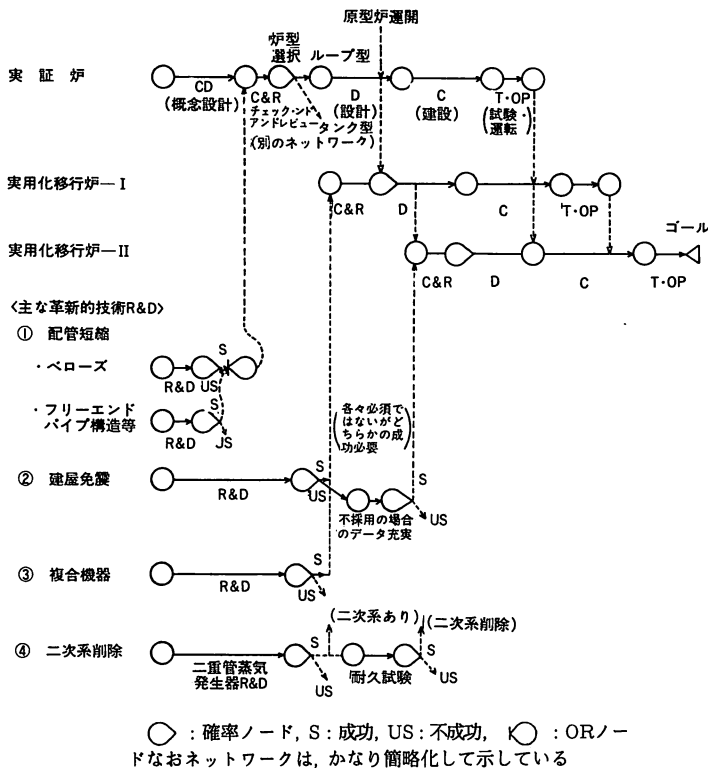 原型炉運開
炉型
選択
ループ型
実証炉
CD
(概念設計)
C&R
チェック・ンド
アンドレビュー
タンク型
(別のネットワーク)
D
(設計)
C
(建設)
T・OP
(試験・
運転)
実用化移行炉—I
C&R
D
C
T・OP
ゴール
実用化移行炉—II
C&R
D
C
T・OP
〈主な革新的技術R&D〉
① 配管短縮
・ベローズ
R&D
US
S
・フリーエンド
パイプ構造等
R&D
S
JS
(各々必須で
はないがど
ちらかの成
功必要)
② 建屋免震
R&D
S
US
不採用の場合
のデータ充実
S
US
③ 複合機器
R&D
S
US
④ 二次系削除
二重管蒸気
発生器R&D
S
US
(二次系あり)
耐久試験
(二次系削除)
S
US
:確率ノード, S:成功, US:不成功, :ORノー
ドなおネットワークは, かなり簡略化して示している